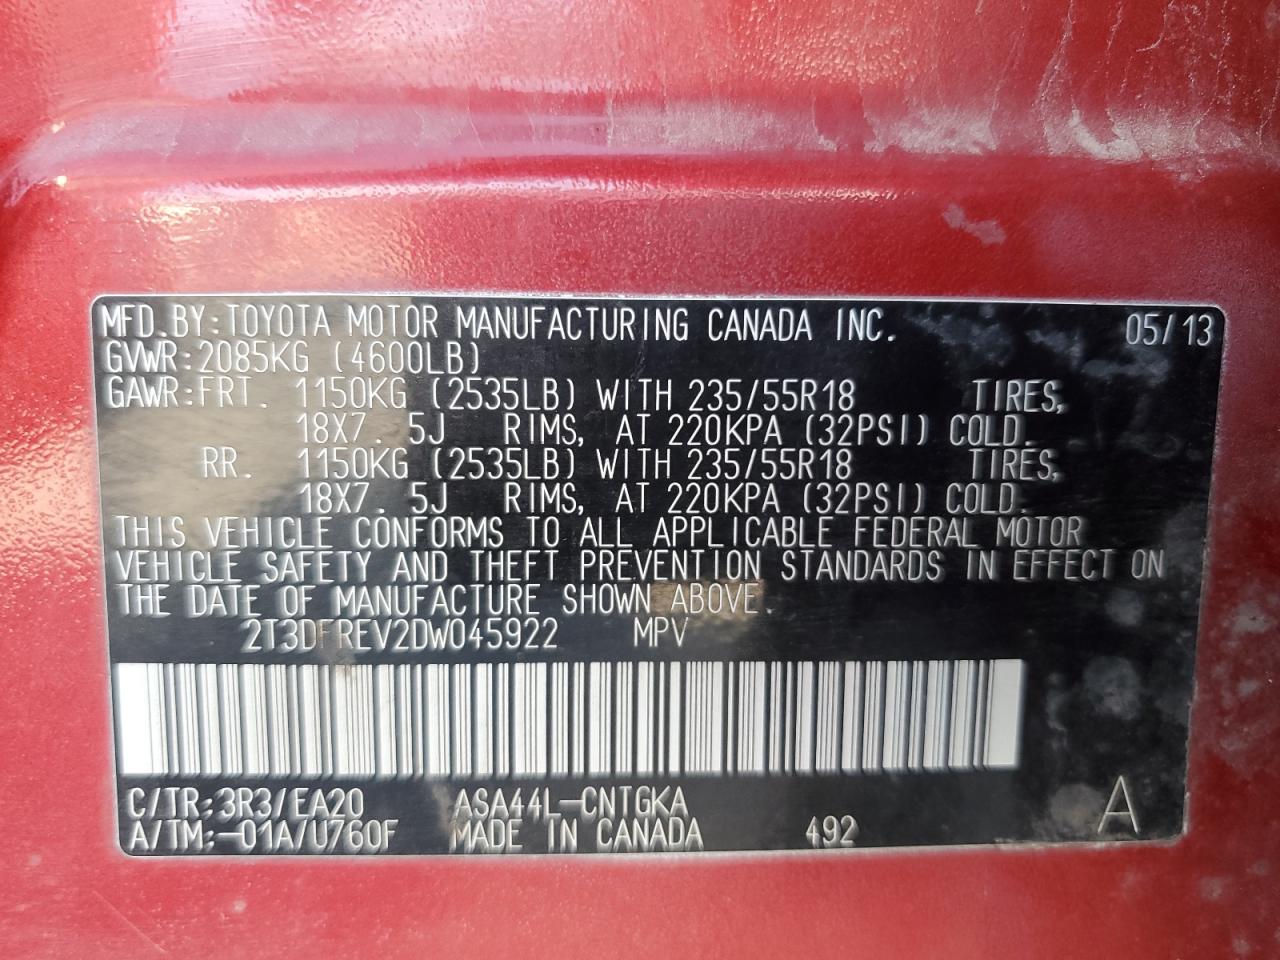 MFD.BY:TOYOTA MOTOR MANUFACTURING CANADA INC. 05/13
GVWR:2085KG (4600LB)
GAWR:FRT. 1150KG (2535LB) WITH 235/55R18 TIRES,
18X7.5J RIMS, AT 220KPA (32PSI) COLD.
RR. 1150KG (2535LB) WITH 235/55R18 TIRES,
18X7.5J RIMS, AT 220KPA (32PSI) COLD.
THIS VEHICLE CONFORMS TO ALL APPLICABLE FEDERAL MOTOR
VEHICLE SAFETY AND THEFT PREVENTION STANDARDS IN EFFECT ON
THE DATE OF MANUFACTURE SHOWN ABOVE.
2T3DFREV2DW045922 MPV
C/TR:3R3/EA20 ASA44L-CNTGKA A
A/TM:-01A/U760F MADE IN CANADA 492